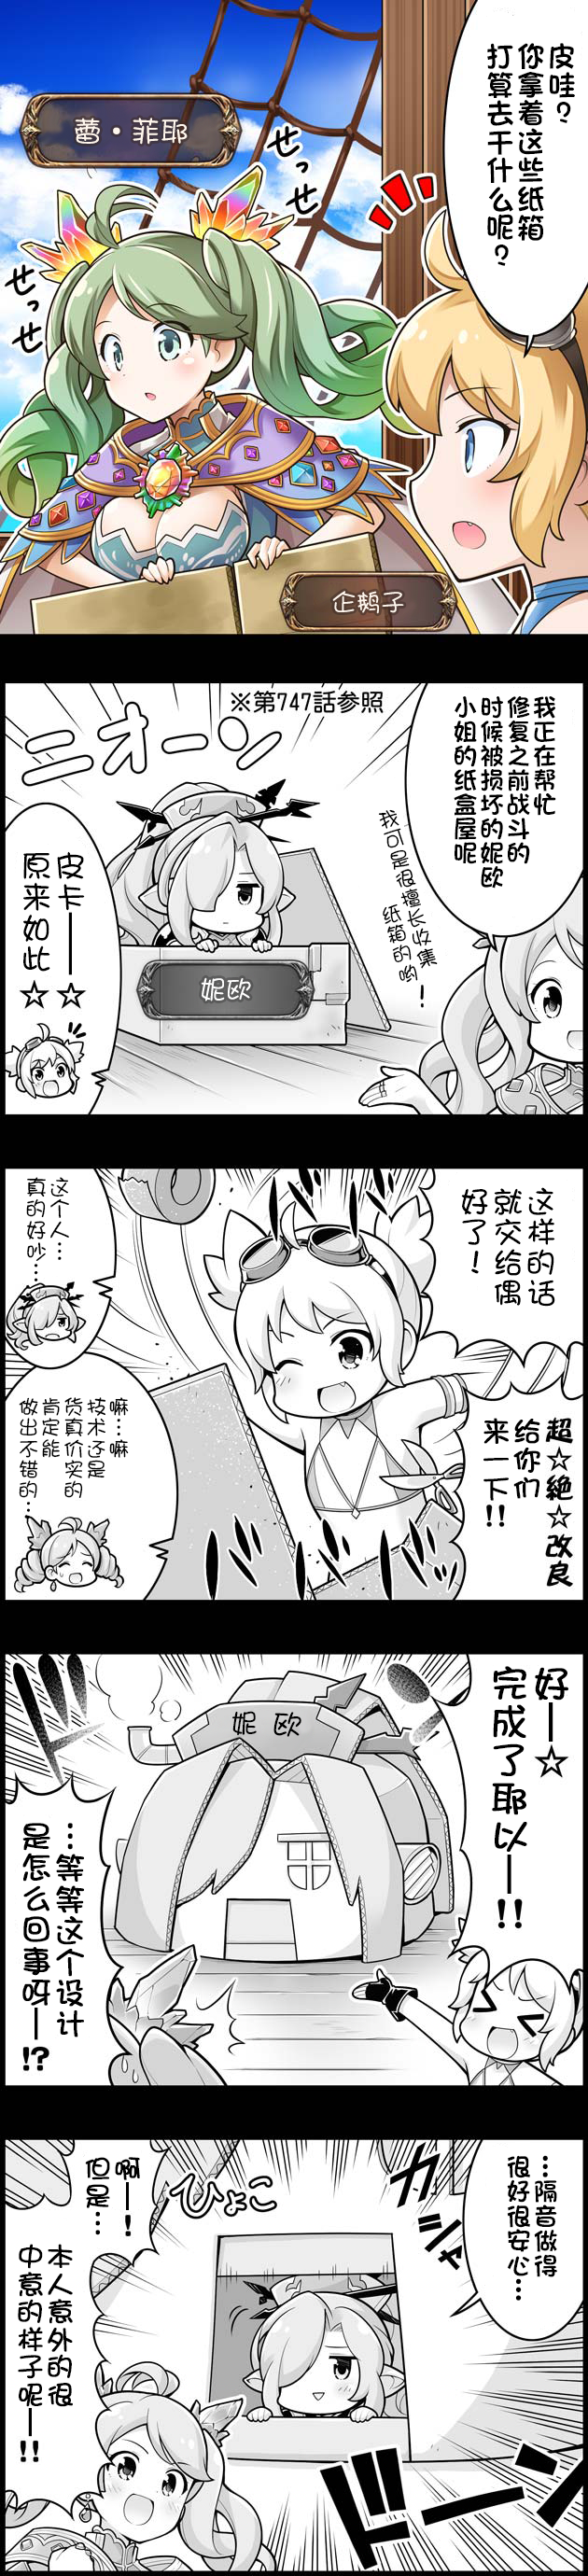 皮哇?
你拿着这些纸箱
打算去干什么呢?
蕾·菲耶
せっせ
せっせ
企鹅子
※第747話参照
我正在帮忙
修复之前战斗的
时候被损坏的妮欧
小姐的纸盒屋呢
ニオーン
我可是很擅长收集
纸箱的哟!
妮欧
皮卡——☆
原来如此☆
这样的话
就交给偶
好了!
超☆絶☆改良
给你们
来一下!!
这个人…
真的好吵…
嘛…嘛
技术还是
货真价实的
肯定能
做出不错的…
好—☆
完成了耶以—!!
ドン
妮欧
…等等这个设计
是怎么回事呀—!?
…隔音做得
很好很安心…
カシャ
ひょこ
啊—!
但是…
本人意外的很
中意的样子呢—!!
ドーン